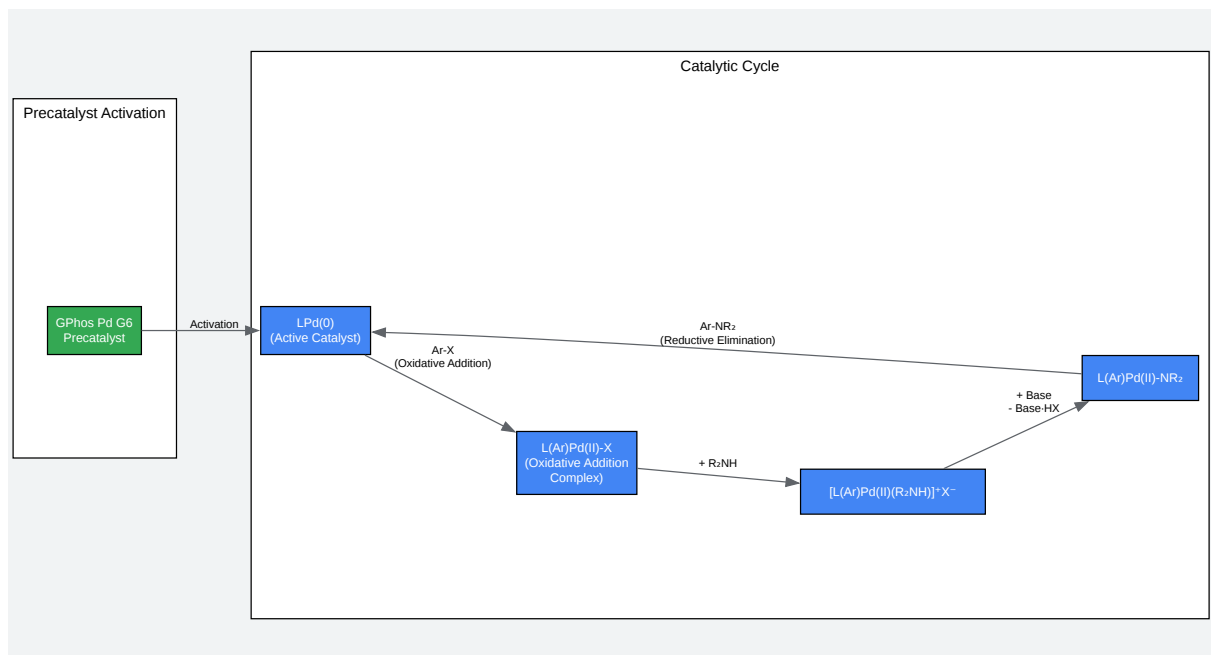 Catalytic Cycle
Precatalyst Activation
GPhos Pd G6
Precatalyst
Activation
LPd(0)
(Active Catalyst)
Ar-X
(Oxidative Addition)
Ar-NR₂
(Reductive Elimination)
L(Ar)Pd(II)-X
(Oxidative Addition
Complex)
+ R₂NH
[L(Ar)Pd(II)(R₂NH)]⁺X⁻
+ Base
- Base·HX
L(Ar)Pd(II)-NR₂